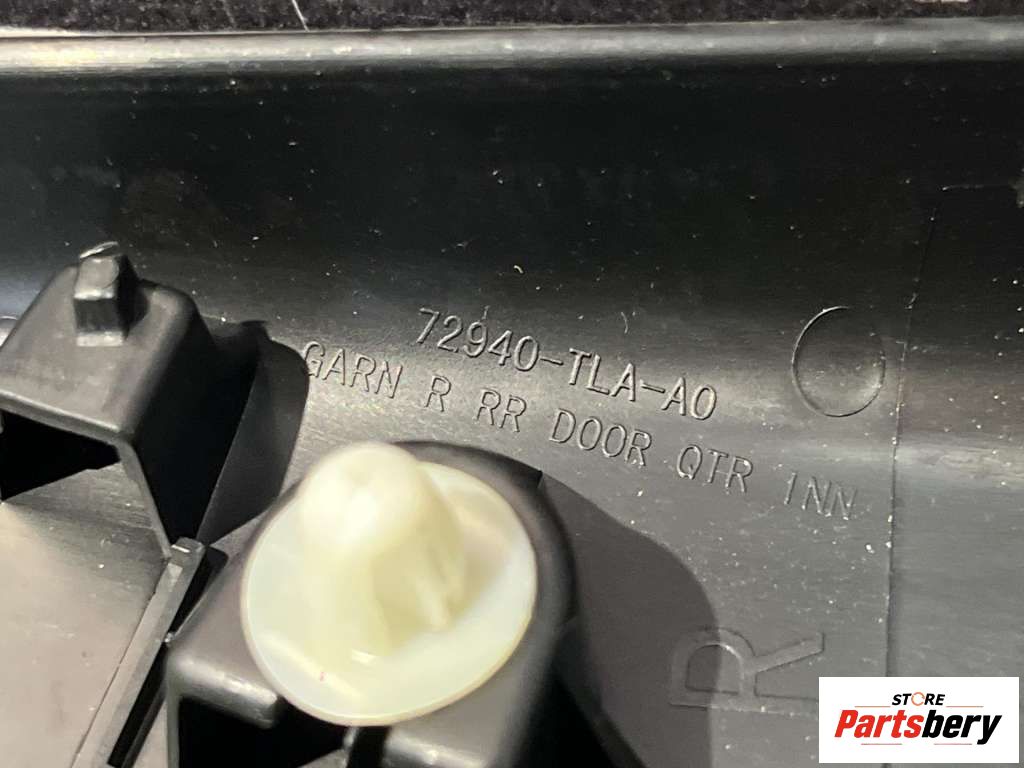 72940-TLA-A0
GARN R RR DOOR QTR INN
R
STORE
Partsbery